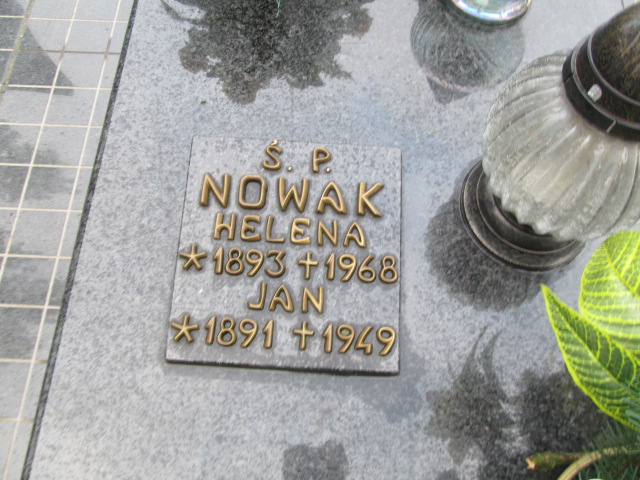 Ś. P.
NOWAK
HELENA
*1893 †1968
JAN
*1891 †1949